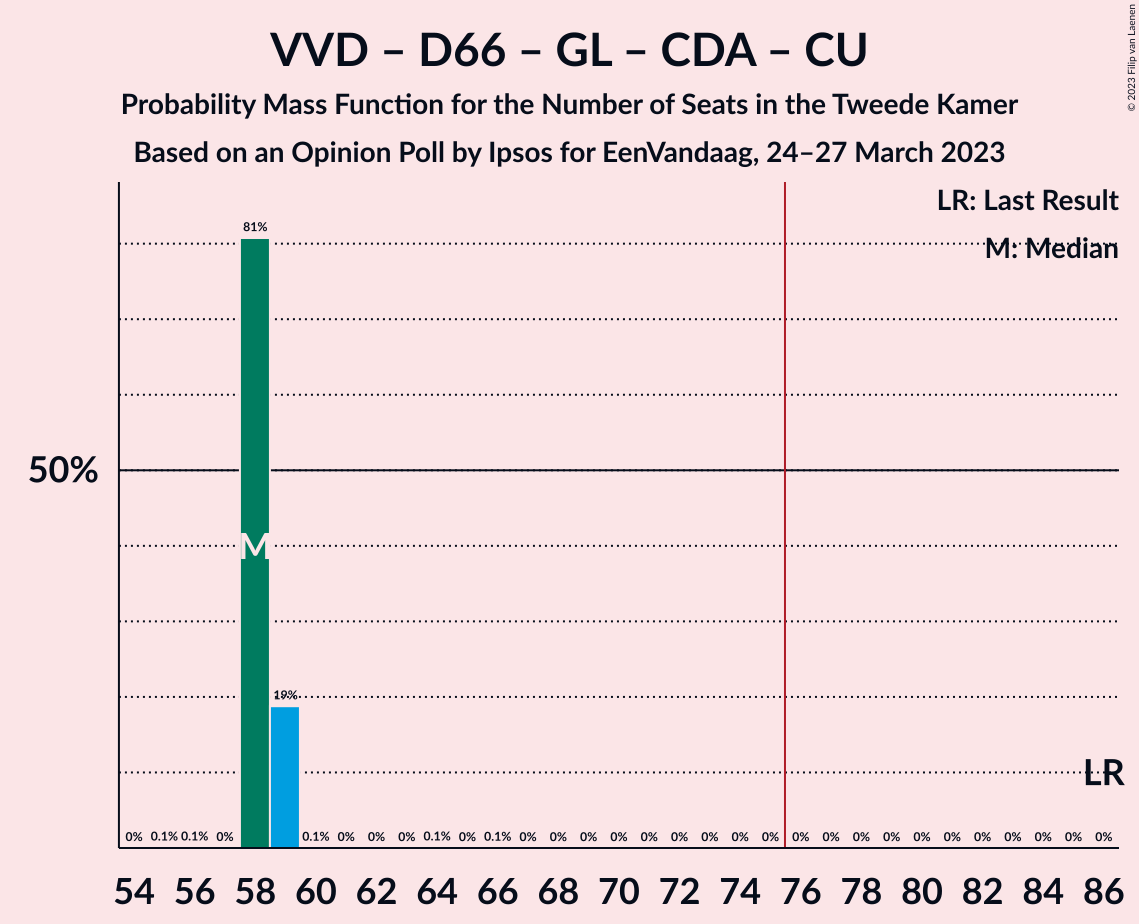 VVD – D66 – GL – CDA – CU
Probability Mass Function for the Number of Seats in the Tweede Kamer
Based on an Opinion Poll by Ipsos for EenVandaag, 24–27 March 2023
© 2023 Filip van Laenen
LR: Last Result
M: Median
81%
50%
M
19%
LR
0% 0.1% 0.1% 0% 0.1% 0% 0% 0% 0.1% 0% 0.1% 0% 0% 0% 0% 0% 0% 0% 0% 0% 0% 0% 0% 0% 0% 0% 0% 0% 0% 0% 0%
54 56 58 60 62 64 66 68 70 72 74 76 78 80 82 84 86